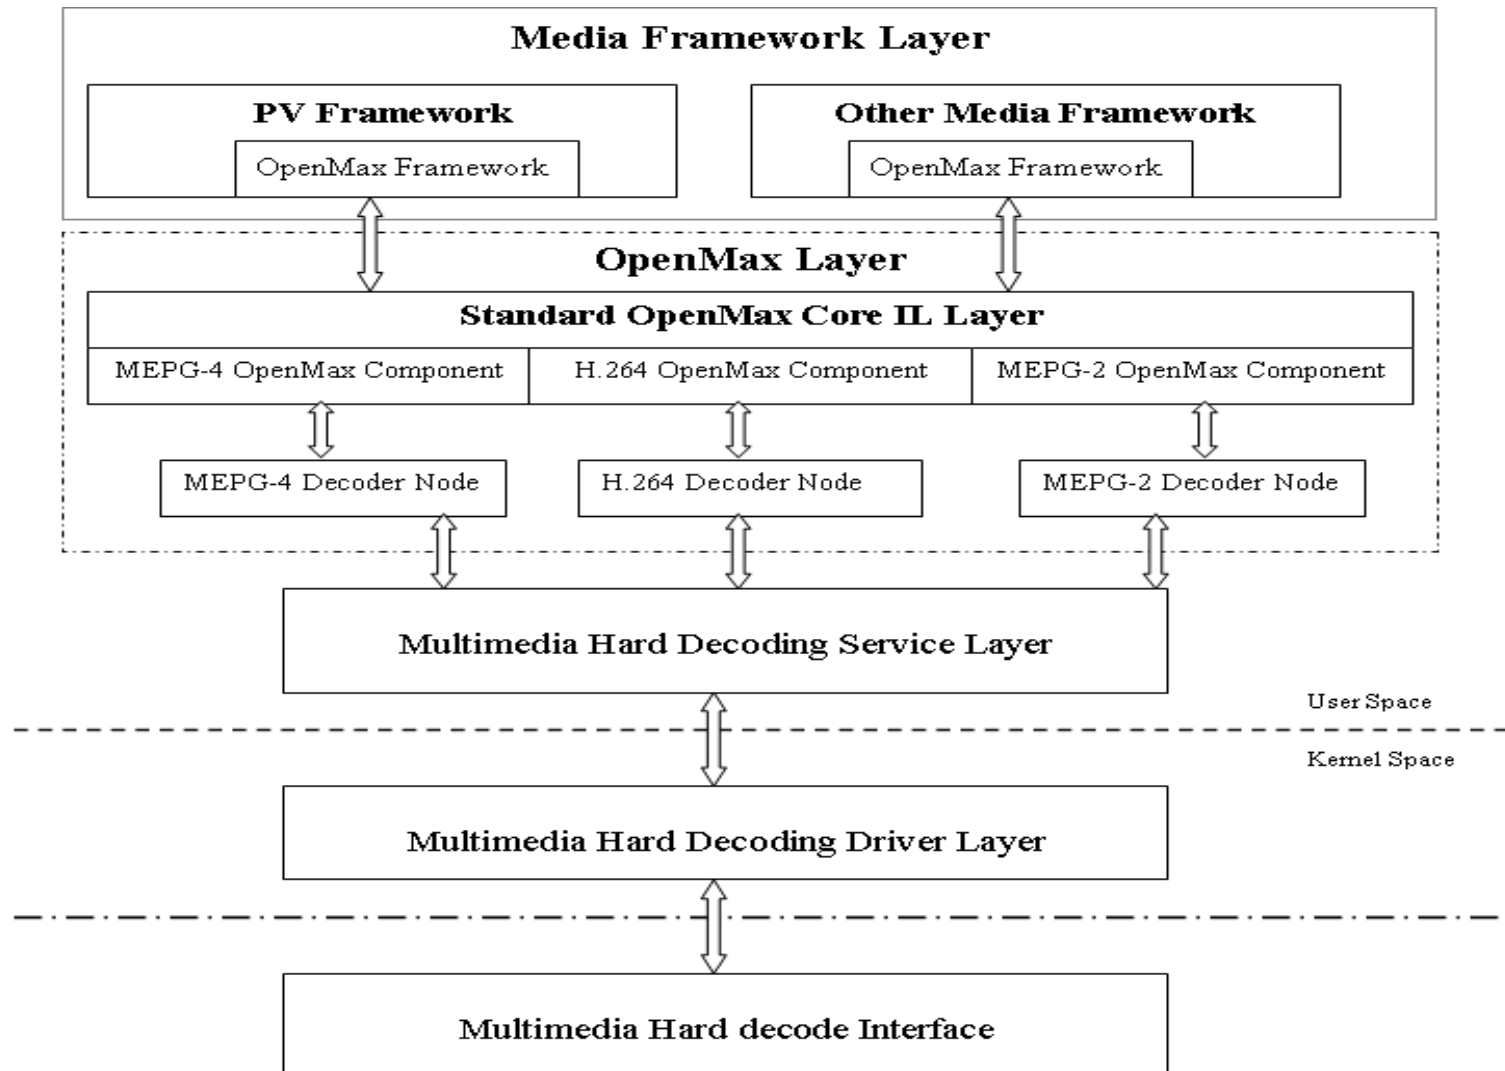 Media Framework Layer
PV Framework
Other Media Framework
OpenMax Framework
OpenMax Framework
OpenMax Layer
Standard OpenMax Core IL Layer
MEPG-4 OpenMax Component
H.264 OpenMax Component
MEPG-2 OpenMax Component
MEPG-4 Decoder Node
H.264 Decoder Node
MEPG-2 Decoder Node
Multimedia Hard Decoding Service Layer
User Space
Kernel Space
Multimedia Hard Decoding Driver Layer
Multimedia Hard decode Interface